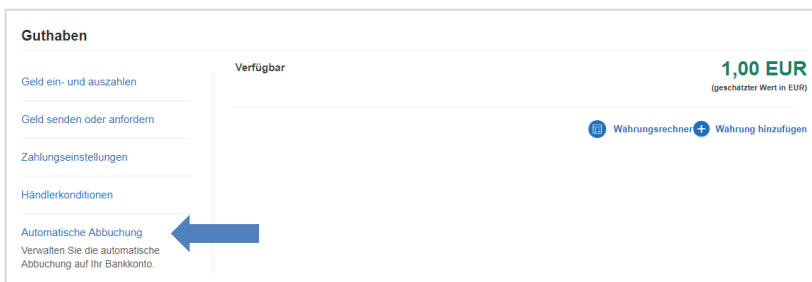 Guthaben
Geld ein- und auszahlen
Geld senden oder anfordern
Zahlungseinstellungen
Händlerkonditionen
Automatische Abbuchung
Verwalten Sie die automatische
Abbuchung auf Ihr Bankkonto.
Verfügbar
1,00 EUR
(geschätzter Wert in EUR)
Währungsrechner Währung hinzufügen